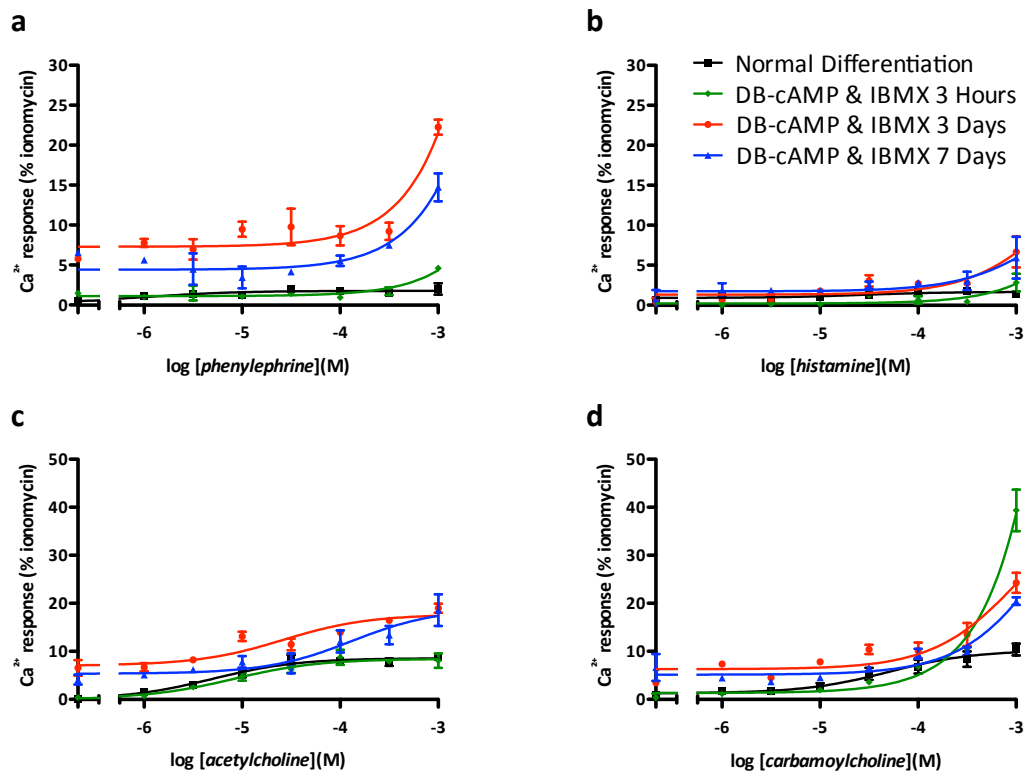 a
30
25
20
15
10
5
0
Ca²⁺ response (% ionomycin)
-6
-5
-4
-3
log [phenylephrine](M)
b
30
25
20
15
10
5
0
Ca²⁺ response (% ionomycin)
Normal Differentiation
DB-cAMP & IBMX 3 Hours
DB-cAMP & IBMX 3 Days
DB-cAMP & IBMX 7 Days
-6
-5
-4
-3
log [histamine](M)
c
50
40
30
20
10
0
Ca²⁺ response (% ionomycin)
-6
-5
-4
-3
log [acetylcholine](M)
d
50
40
30
20
10
0
Ca²⁺ response (% ionomycin)
-6
-5
-4
-3
log [carbamoylcholine](M)